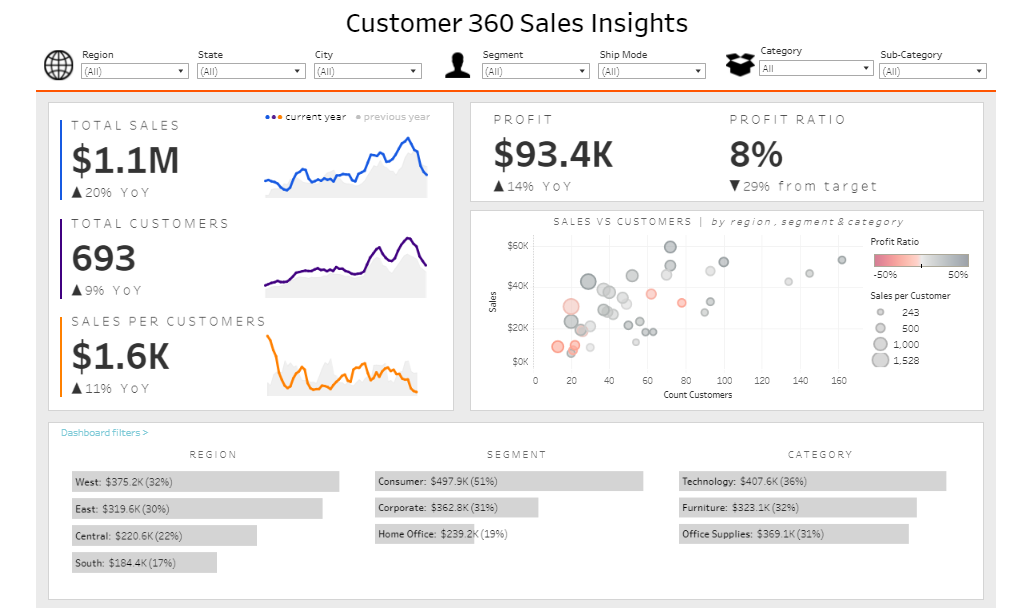 Customer 360 Sales Insights
Region
(All)
State
(All)
City
(All)
Segment
(All)
Ship Mode
(All)
Category
All
Sub-Category
(All)
TOTAL SALES
$1.1M
▲20% YoY
current year
previous year
TOTAL CUSTOMERS
693
▲9% YoY
SALES PER CUSTOMERS
$1.6K
▲11% YoY
PROFIT
$93.4K
▲14% YoY
PROFIT RATIO
8%
▼29% from target
SALES VS CUSTOMERS | by region, segment & category
Sales
$60K
$40K
$20K
$0K
0 20 40 60 80 100 120 140 160
Count Customers
Profit Ratio
-50% 50%
Sales per Customer
243
500
1,000
1,528
Dashboard filters >
REGION
West: $375.2K (32%)
East: $319.6K (30%)
Central: $220.6K (22%)
South: $184.4K (17%)
SEGMENT
Consumer: $497.9K (51%)
Corporate: $362.8K (31%)
Home Office: $239.2K (19%)
CATEGORY
Technology: $407.6K (36%)
Furniture: $323.1K (32%)
Office Supplies: $369.1K (31%)